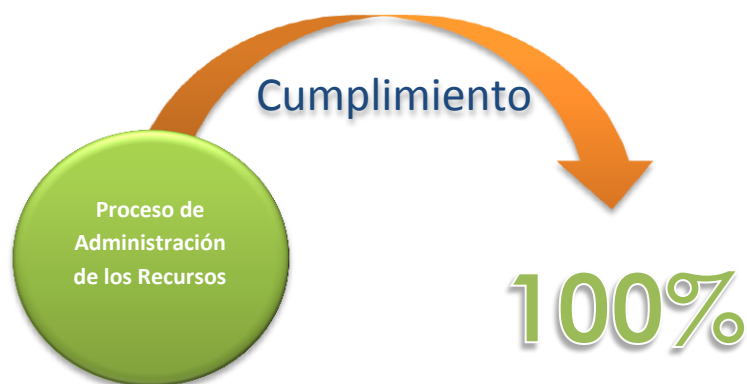 Cumplimiento
Proceso de
Administración
de los Recursos
100%